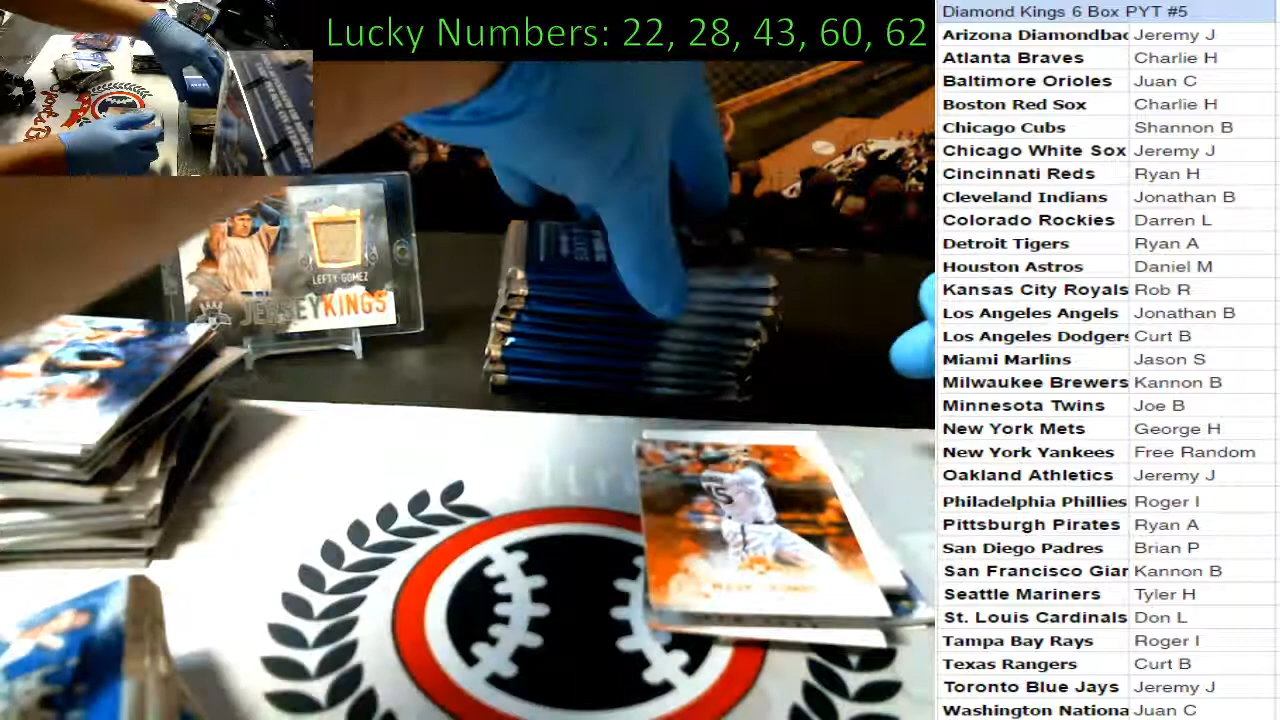 Lucky Numbers: 22, 28, 43, 60, 62
Diamond Kings 6 Box PYT #5
Arizona Diamondbac Jeremy J
Atlanta Braves Charlie H
Baltimore Orioles Juan C
Boston Red Sox Charlie H
Chicago Cubs Shannon B
Chicago White Sox Jeremy J
Cincinnati Reds Ryan H
Cleveland Indians Jonathan B
Colorado Rockies Darren L
Detroit Tigers Ryan A
Houston Astros Daniel M
Kansas City Royals Rob R
Los Angeles Angels Jonathan B
Los Angeles Dodgers Curt B
Miami Marlins Jason S
Milwaukee Brewers Kannon B
Minnesota Twins Joe B
New York Mets George H
New York Yankees Free Random
Oakland Athletics Jeremy J
Philadelphia Phillies Roger I
Pittsburgh Pirates Ryan A
San Diego Padres Brian P
San Francisco Giar Kannon B
Seattle Mariners Tyler H
St. Louis Cardinals Don L
Tampa Bay Rays Roger I
Texas Rangers Curt B
Toronto Blue Jays Jeremy J
Washington Nationa Juan C
LEFTY GOMEZ
JERSEYKINGS
15